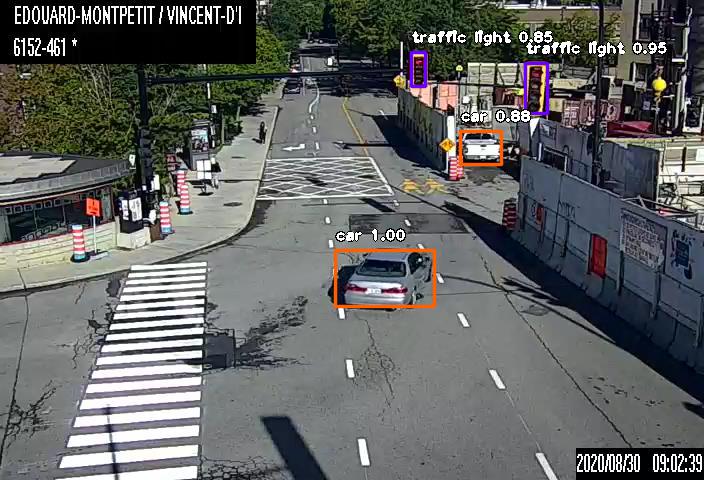 EDOUARD-MONTPETIT / VINCENT-D'I
6152-461 *
traffic light 0.85
traffic light 0.95
car 0.88
car 1.00
2020/08/30 09:02:39